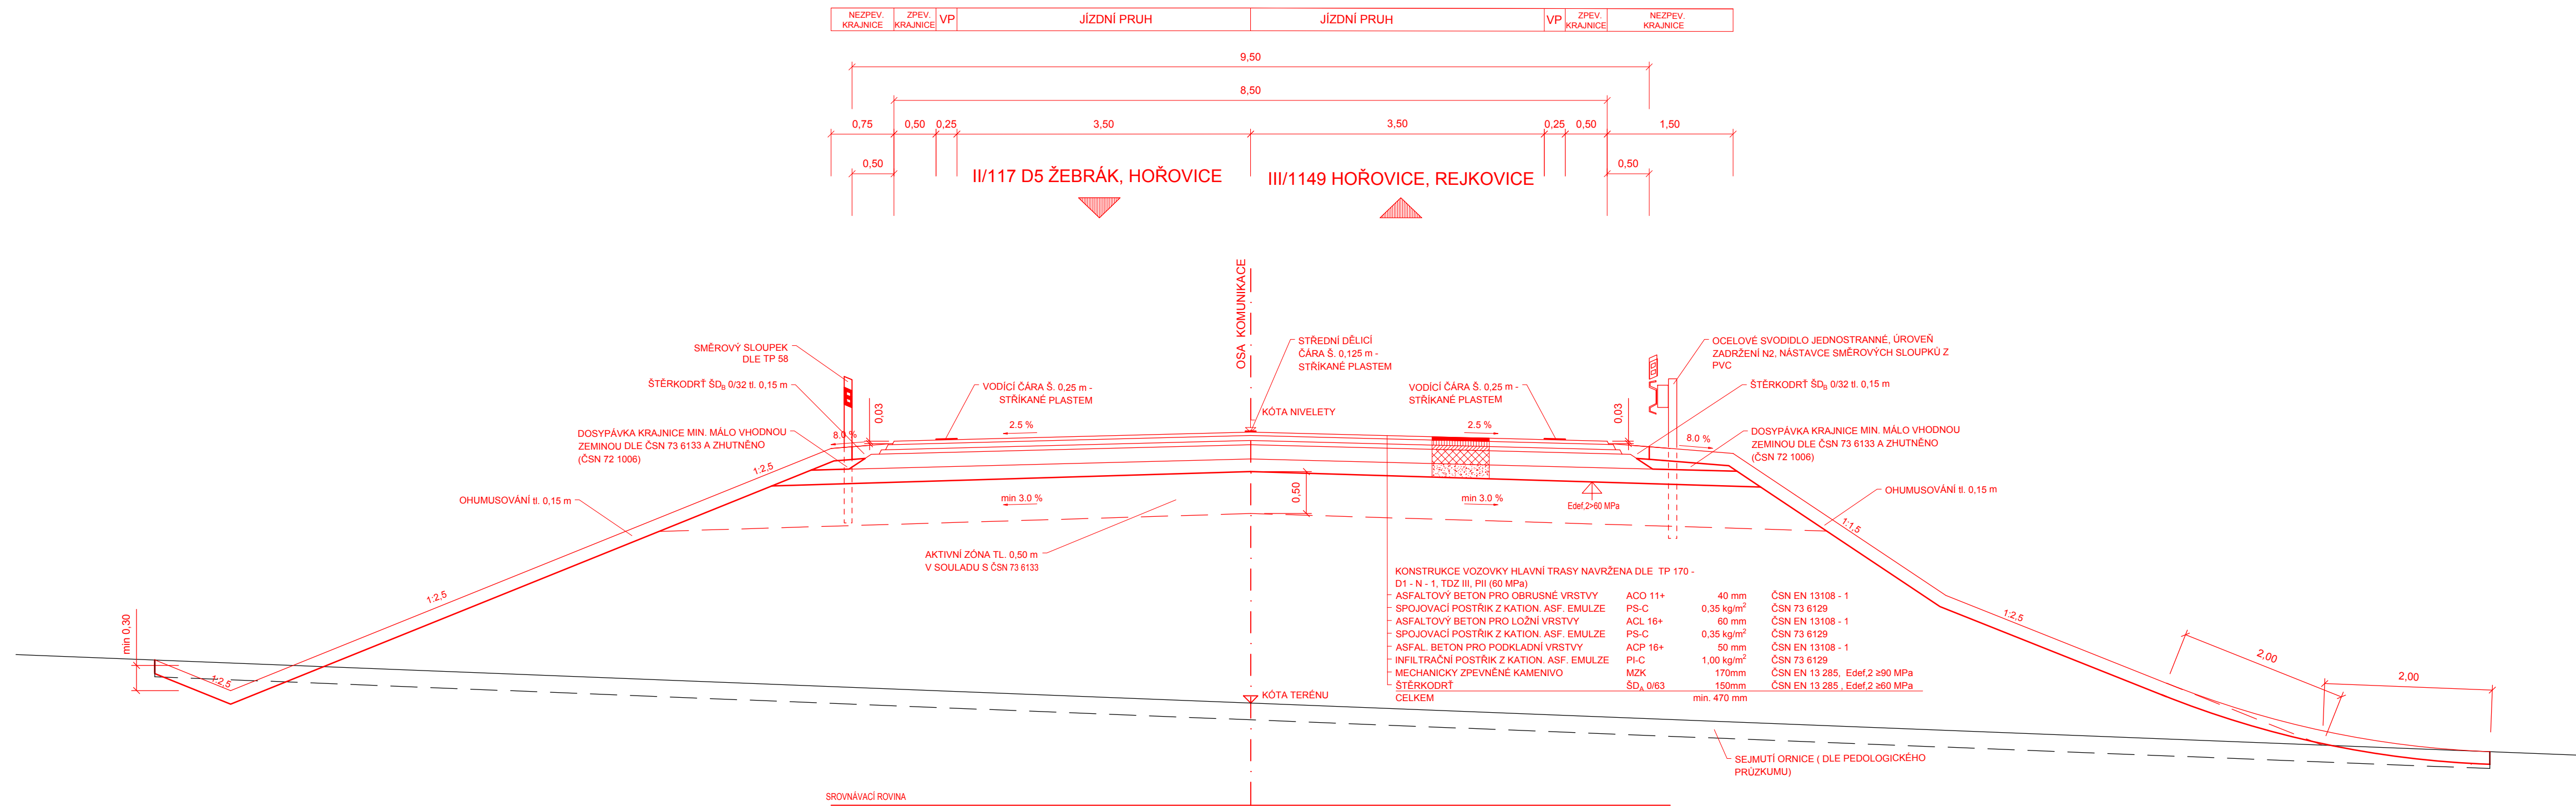 NEZPEV.
KRAJNICE
ZPEV.
KRAJNICE
VP
JÍZDNÍ PRUH
JÍZDNÍ PRUH
VP
ZPEV.
KRAJNICE
NEZPEV.
KRAJNICE
9,50
8,50
0,75
0,50
0,25
3,50
3,50
0,25
0,50
1,50
0,50
0,50
II/117 D5 ŽEBRÁK, HOŘOVICE
III/1149 HOŘOVICE, REJKOVICE
OSA KOMUNIKACE
SMĚROVÝ SLOUPEK
DLE TP 58
ŠTĚRKODRŤ ŠDB 0/32 tl. 0,15 m
DOSYPÁVKA KRAJNICE MIN. MÁLO VHODNOU
ZEMINOU DLE ČSN 73 6133 A ZHUTNĚNO
(ČSN 72 1006)
OHUMUSOVÁNÍ tl. 0,15 m
VODÍCÍ ČÁRA Š. 0,25 m -
STŘÍKANÉ PLASTEM
STŘEDNÍ DĚLICÍ
ČÁRA Š. 0,125 m -
STŘÍKANÉ PLASTEM
KÓTA NIVELETY
VODÍCÍ ČÁRA Š. 0,25 m -
STŘÍKANÉ PLASTEM
OCELOVÉ SVODIDLO JEDNOSTRANNÉ, ÚROVEŇ
ZADRŽENÍ N2. NÁSTAVCE SMĚROVÝCH SLOUPKŮ Z
PVC
ŠTĚRKODRŤ ŠDB 0/32 tl. 0,15 m
DOSYPÁVKA KRAJNICE MIN. MÁLO VHODNOU
ZEMINOU DLE ČSN 73 6133 A ZHUTNĚNO
(ČSN 72 1006)
OHUMUSOVÁNÍ tl. 0,15 m
0,03
0,03
8.0 %
2.5 %
2.5 %
8.0 %
1:2,5
min 3.0 %
0,50
min 3.0 %
Edef,2>60 MPa
1:1,5
AKTIVNÍ ZÓNA TL. 0,50 m
V SOULADU S ČSN 73 6133
1:2,5
min 0,30
1:2,5
1:2,5
2,00
2,00
KONSTRUKCE VOZOVKY HLAVNÍ TRASY NAVRŽENA DLE TP 170 -
D1 - N - 1, TDZ III, PII (60 MPa)
ASFALTOVÝ BETON PRO OBRUSNÉ VRSTVY ACO 11+ 40 mm ČSN EN 13108 - 1
SPOJOVACÍ POSTŘIK Z KATION. ASF. EMULZE PS-C 0,35 kg/m² ČSN 73 6129
ASFALTOVÝ BETON PRO LOŽNÍ VRSTVY ACL 16+ 60 mm ČSN EN 13108 - 1
SPOJOVACÍ POSTŘIK Z KATION. ASF. EMULZE PS-C 0,35 kg/m² ČSN 73 6129
ASFAL. BETON PRO PODKLADNÍ VRSTVY ACP 16+ 50 mm ČSN EN 13108 - 1
INFILTRAČNÍ POSTŘIK Z KATION. ASF. EMULZE PI-C 1,00 kg/m² ČSN 73 6129
MECHANICKY ZPEVNĚNÉ KAMENIVO MZK 170mm ČSN EN 13 285, Edef,2 ≥90 MPa
ŠTĚRKODRŤ ŠDA 0/63 150mm ČSN EN 13 285 , Edef,2 ≥60 MPa
CELKEM min. 470 mm
KÓTA TERÉNU
SEJMUTÍ ORNICE ( DLE PEDOLOGICKÉHO
PRŮZKUMU)
SROVNÁVACÍ ROVINA